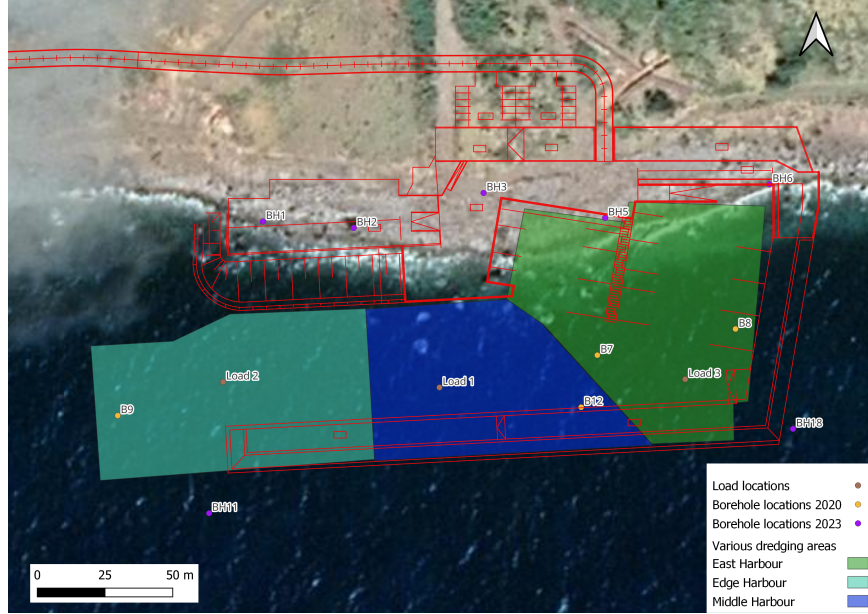 BH6
BH3
BH1
BH2
BH5
B8
B7
Load 2
Load 1
Load 3
B9
B12
BH18
BH11
Load locations
Borehole locations 2020
Borehole locations 2023
Various dredging areas
East Harbour
Edge Harbour
Middle Harbour
0 25 50 m